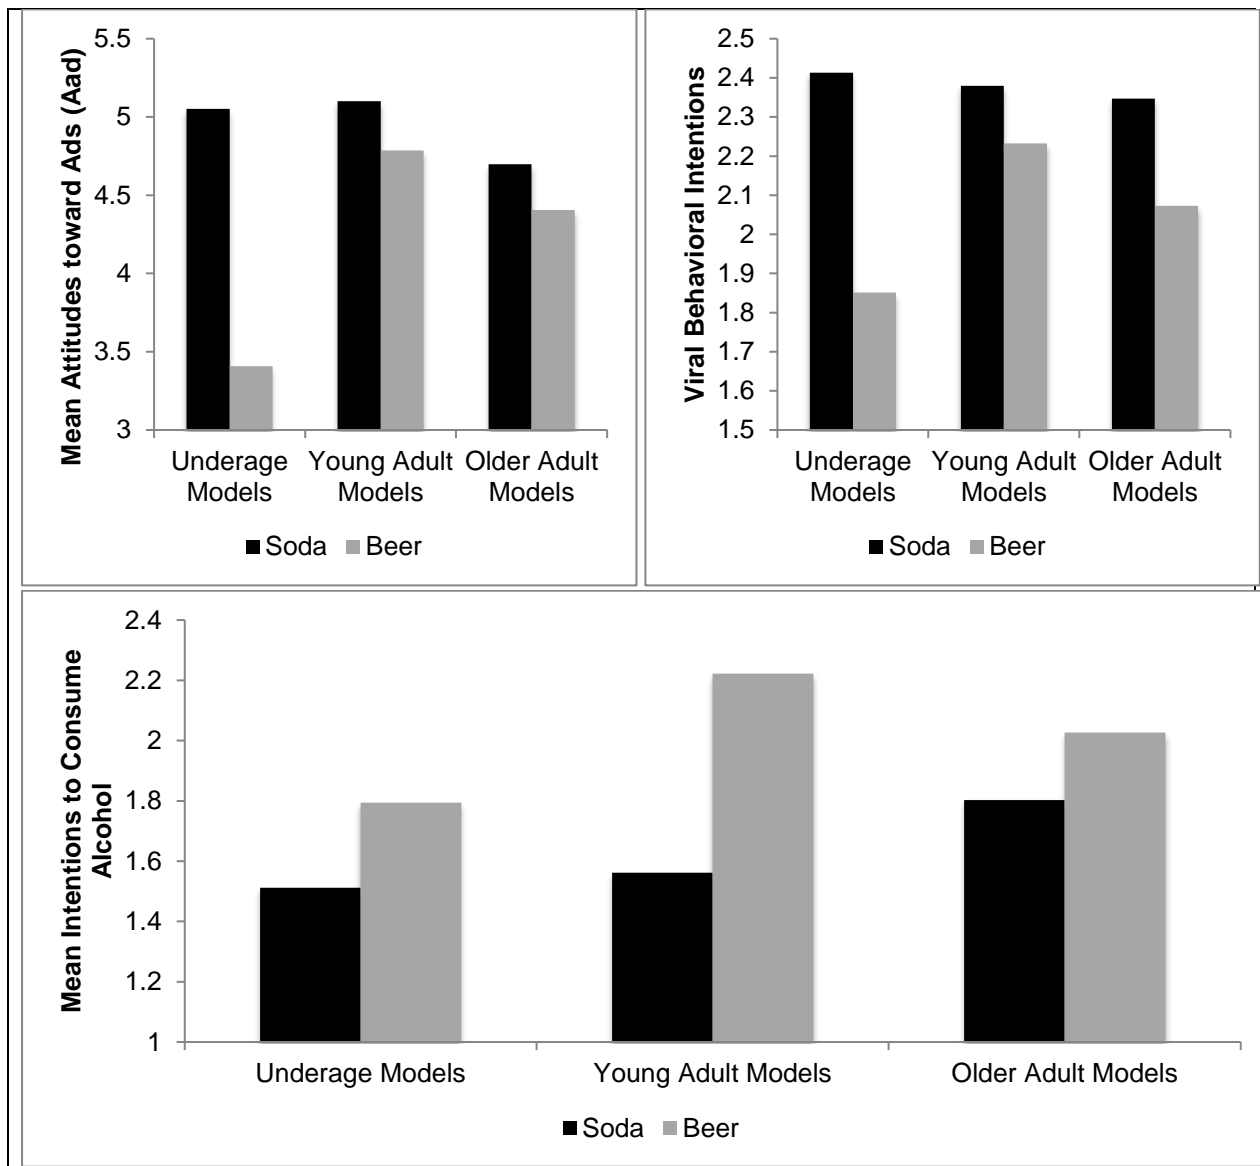 Mean Attitudes toward Ads (Aad)
5.5
5
4.5
4
3.5
3
Underage
Models
Young Adult
Models
Older Adult
Models
Soda
Beer
Viral Behavioral Intentions
2.5
2.4
2.3
2.2
2.1
2
1.9
1.8
1.7
1.6
1.5
Underage
Models
Young Adult
Models
Older Adult
Models
Soda
Beer
Mean Intentions to Consume
Alcohol
2.4
2.2
2
1.8
1.6
1.4
1.2
1
Underage Models
Young Adult Models
Older Adult Models
Soda
Beer